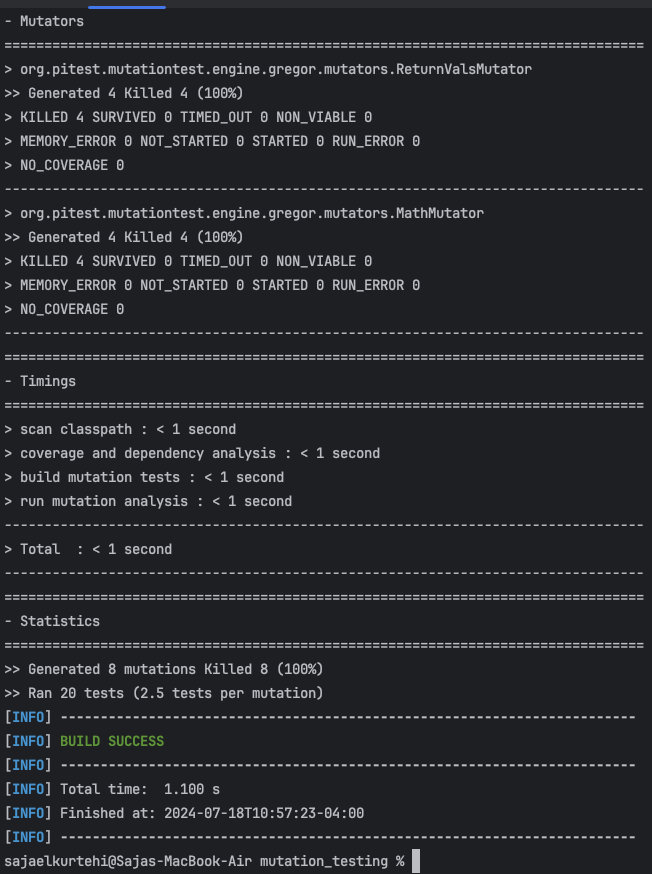 - Mutators
================================================================================
> org.pitest.mutationtest.engine.gregor.mutators.ReturnValsMutator
>> Generated 4 Killed 4 (100%)
> KILLED 4 SURVIVED 0 TIMED_OUT 0 NON_VIABLE 0
> MEMORY_ERROR 0 NOT_STARTED 0 STARTED 0 RUN_ERROR 0
> NO_COVERAGE 0
--------------------------------------------------------------------------------
> org.pitest.mutationtest.engine.gregor.mutators.MathMutator
>> Generated 4 Killed 4 (100%)
> KILLED 4 SURVIVED 0 TIMED_OUT 0 NON_VIABLE 0
> MEMORY_ERROR 0 NOT_STARTED 0 STARTED 0 RUN_ERROR 0
> NO_COVERAGE 0
--------------------------------------------------------------------------------
================================================================================
- Timings
================================================================================
> scan classpath : < 1 second
> coverage and dependency analysis : < 1 second
> build mutation tests : < 1 second
> run mutation analysis : < 1 second
--------------------------------------------------------------------------------
> Total  : < 1 second
--------------------------------------------------------------------------------
================================================================================
- Statistics
================================================================================
>> Generated 8 mutations Killed 8 (100%)
>> Ran 20 tests (2.5 tests per mutation)
[INFO] ------------------------------------------------------------------------
[INFO] BUILD SUCCESS
[INFO] ------------------------------------------------------------------------
[INFO] Total time:  1.100 s
[INFO] Finished at: 2024-07-18T10:57:23-04:00
[INFO] ------------------------------------------------------------------------
sajaelkurtehi@Sajas-MacBook-Air mutation_testing %